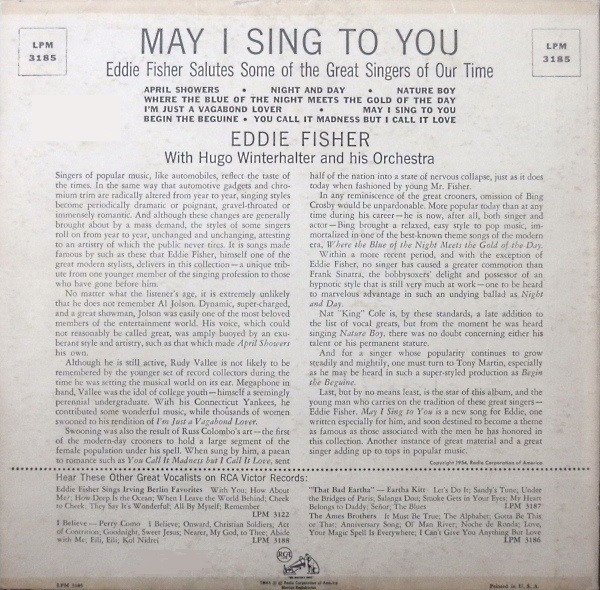 LPM
3185
MAY I SING TO YOU
LPM
3185
Eddie Fisher Salutes Some of the Great Singers of Our Time
APRIL SHOWERS • NIGHT AND DAY • NATURE BOY
WHERE THE BLUE OF THE NIGHT MEETS THE GOLD OF THE DAY
I'M JUST A VAGABOND LOVER • MAY I SING TO YOU
BEGIN THE BEGUINE • YOU CALL IT MADNESS BUT I CALL IT LOVE
EDDIE FISHER
With Hugo Winterhalter and his Orchestra
Singers of popular music, like automobiles, reflect the taste of
the times. In the same way that automotive gadgets and chro-
mium trim are radically altered from year to year, singing styles
become periodically dramatic or poignant, gravel-throated or
immensely romantic. And although these changes are generally
brought about by a mass demand, the styles of some singers
roll on from year to year, unchanged and unchanging, attesting
to an artistry of which the public never tires. It is songs made
famous by such as these that Eddie Fisher, himself one of the
great modern stylists, delivers in this collection—a unique trib-
ute from one younger member of the singing profession to those
who have gone before him.
No matter what the listener's age, it is extremely unlikely
that he does not remember Al Jolson. Dynamic, super-charged,
and a great showman, Jolson was easily one of the most beloved
members of the entertainment world. His voice, which could
not reasonably be called great, was amply buoyed by an exu-
berant style and artistry, such as that which made April Showers
his own.
Although he is still active, Rudy Vallee is not likely to be
remembered by the younger set of record collectors during the
time he was setting the musical world on its ear. Megaphone in
hand, Vallee was the idol of college youth—himself a seemingly
perennial undergraduate. With his Connecticut Yankees, he
contributed some wonderful music, while thousands of women
swooned to his rendition of I'm Just a Vagabond Lover.
Swooning was also the result of Russ Colombo's art—the first
of the modern-day crooners to hold a large segment of the
female population under his spell. When sung by him, a paean
to romance such as You Call It Madness but I Call It Love, sent
half of the nation into a state of nervous collapse, just as it does
today when fashioned by young Mr. Fisher.
In any reminiscence of the great crooners, omission of Bing
Crosby would be unpardonable. More popular today than at any
time during his career—he is now, after all, both singer and
actor—Bing brought a relaxed, easy style to pop music, im-
mortalized in one of the best-known theme songs of the modern
era, Where the Blue of the Night Meets the Gold of the Day.
Within a more recent period, and with the exception of
Eddie Fisher, no singer has caused a greater commotion than
Frank Sinatra, the bobbysoxers' delight and possessor of an
hypnotic style that is still very much at work—one to be heard
to marvelous advantage in such an undying ballad as Night
and Day.
Nat "King" Cole is, by these standards, a late addition to
the list of vocal greats, but from the moment he was heard
singing Nature Boy, there was no doubt concerning either his
talent or his permanent stature.
And for a singer whose popularity continues to grow
steadily and mightily, one must turn to Tony Martin, especially
as he may be heard in such a super-styled production as Begin
the Beguine.
Last, but by no means least, is the star of this album, and the
young man who carries on the tradition of these great singers—
Eddie Fisher. May I Sing to You is a new song for Eddie, one
written especially for him, and soon destined to become a theme
as famous as those associated with the men he has honored in
this collection. Another instance of great material and a great
singer adding up to tops in popular music.
Copyright 1954, Radio Corporation of America
Hear These Other Great Vocalists on RCA Victor Records:
Eddie Fisher Sings Irving Berlin Favorites With You; How About
Me?; How Deep Is the Ocean; When I Leave the World Behind; Cheek
to Cheek; They Say It's Wonderful; All By Myself; Remember
LPM 3122
I Believe — Perry Como I Believe; Onward, Christian Soldiers; Act
of Contrition; Goodnight, Sweet Jesus; Nearer, My God, to Thee; Abide
with Me; Eili, Eili; Kol Nidrei LPM 3188
"That Bad Eartha"— Eartha Kitt Let's Do It; Sandy's Tune; Under
the Bridges of Paris; Salanga Dou; Smoke Gets in Your Eyes; My Heart
Belongs to Daddy; Señor; The Blues LPM 3187
The Ames Brothers It Must Be True; The Alphabet; Gotta Be This
or That; Anniversary Song; Ol' Man River; Noche de Ronda; Love,
Your Magic Spell Is Everywhere; I Can't Give You Anything But Love
LPM 3186
RCA
"HIS MASTER'S VOICE"
LPM 3185
Printed in U. S. A.